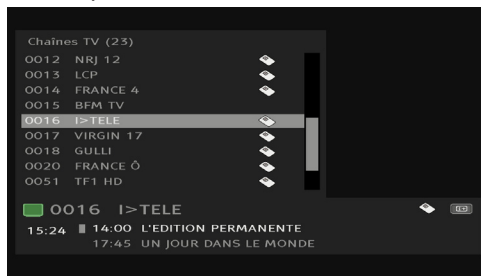 Chaînes TV (23)
0012 NRJ 12
0013 LCP
0014 FRANCE 4
0015 BFM TV
0016 I>TELE
0017 VIRGIN 17
0018 GULLI
0020 FRANCE Ô
0051 TF1 HD
0016 I>TELE
15:24 14:00 L'EDITION PERMANENTE
17:45 UN JOUR DANS LE MONDE